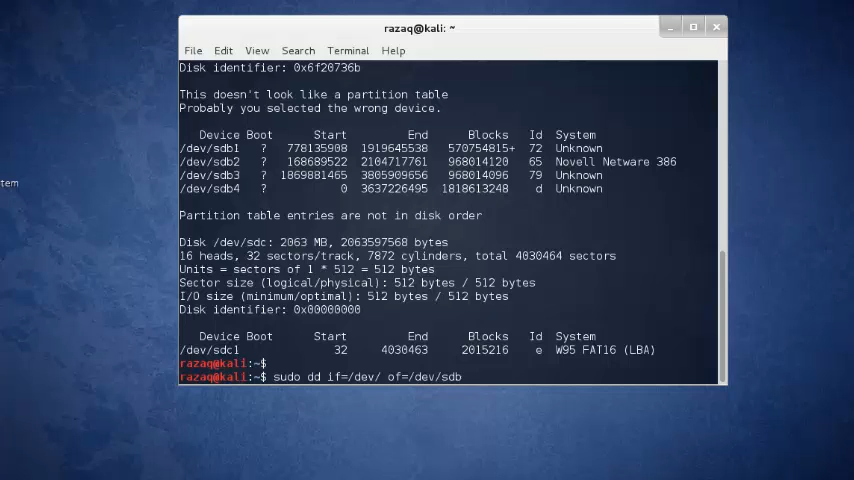 razaq@kali: ~
File Edit View Search Terminal Help
Disk identifier: 0x6f20736b
This doesn't look like a partition table
Probably you selected the wrong device.
Device Boot Start End Blocks Id System
/dev/sdb1 ? 778135908 1919645538 570754815+ 72 Unknown
/dev/sdb2 ? 168689522 2104717761 968014120 65 Novell Netware 386
/dev/sdb3 ? 1869881465 3805909656 968014096 79 Unknown
/dev/sdb4 ? 0 3637226495 1818613248 d Unknown
Partition table entries are not in disk order
Disk /dev/sdc: 2063 MB, 2063597568 bytes
16 heads, 32 sectors/track, 7872 cylinders, total 4030464 sectors
Units = sectors of 1 * 512 = 512 bytes
Sector size (logical/physical): 512 bytes / 512 bytes
I/O size (minimum/optimal): 512 bytes / 512 bytes
Disk identifier: 0x00000000
Device Boot Start End Blocks Id System
/dev/sdc1 32 4030463 2015216 e W95 FAT16 (LBA)
razaq@kali:~$
razaq@kali:~$ sudo dd if=/dev/ of=/dev/sdb
tem